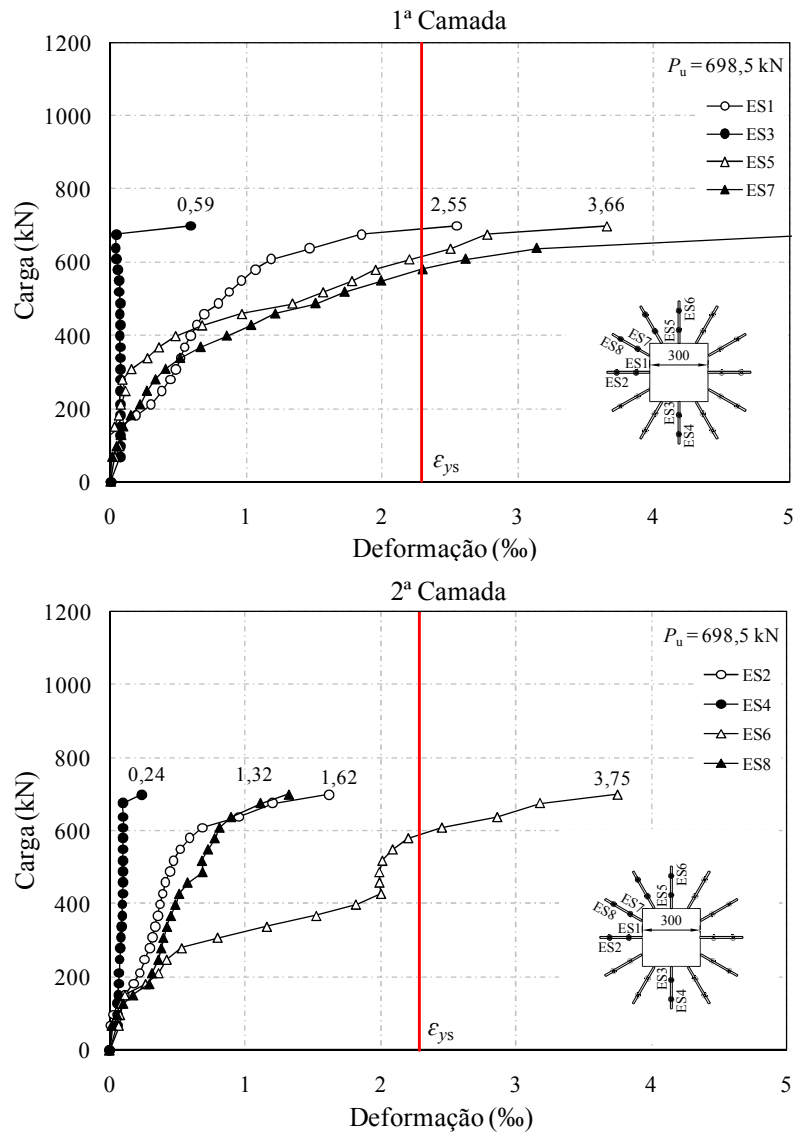 1ª Camada
1200
1000
800
600
400
200
0
Carga (kN)
Pu = 698,5 kN
ES1
ES3
ES5
ES7
0,59
2,55
3,66
εys
ES6
ES5
ES7
ES8
ES1
300
ES2
ES3
ES4
0 1 2 3 4 5
Deformação (‰)
2ª Camada
1200
1000
800
600
400
200
0
Carga (kN)
Pu = 698,5 kN
ES2
ES4
ES6
ES8
0,24
1,32
1,62
3,75
εys
ES6
ES5
ES7
ES8
ES1
300
ES2
ES3
ES4
0 1 2 3 4 5
Deformação (‰)